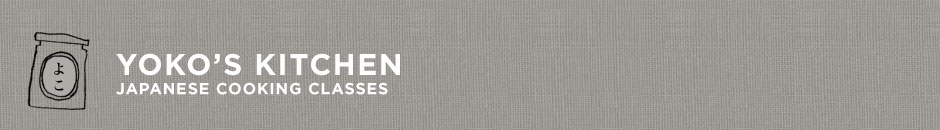 よこ
YOKO’S KITCHEN
JAPANESE COOKING CLASSES